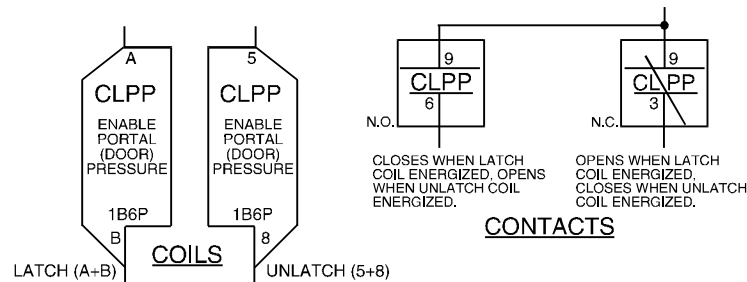 A
CLPP
ENABLE
PORTAL
(DOOR)
PRESSURE
1B6P
B
LATCH (A+B)
5
CLPP
ENABLE
PORTAL
(DOOR)
PRESSURE
1B6P
8
UNLATCH (5+8)
COILS
9
CLPP
6
N.O.
CLOSES WHEN LATCH
COIL ENERGIZED, OPENS
WHEN UNLATCH COIL
ENERGIZED.
9
CLPP
3
N.C.
OPENS WHEN LATCH
COIL ENERGIZED,
CLOSES WHEN UNLATCH
COIL ENERGIZED.
CONTACTS